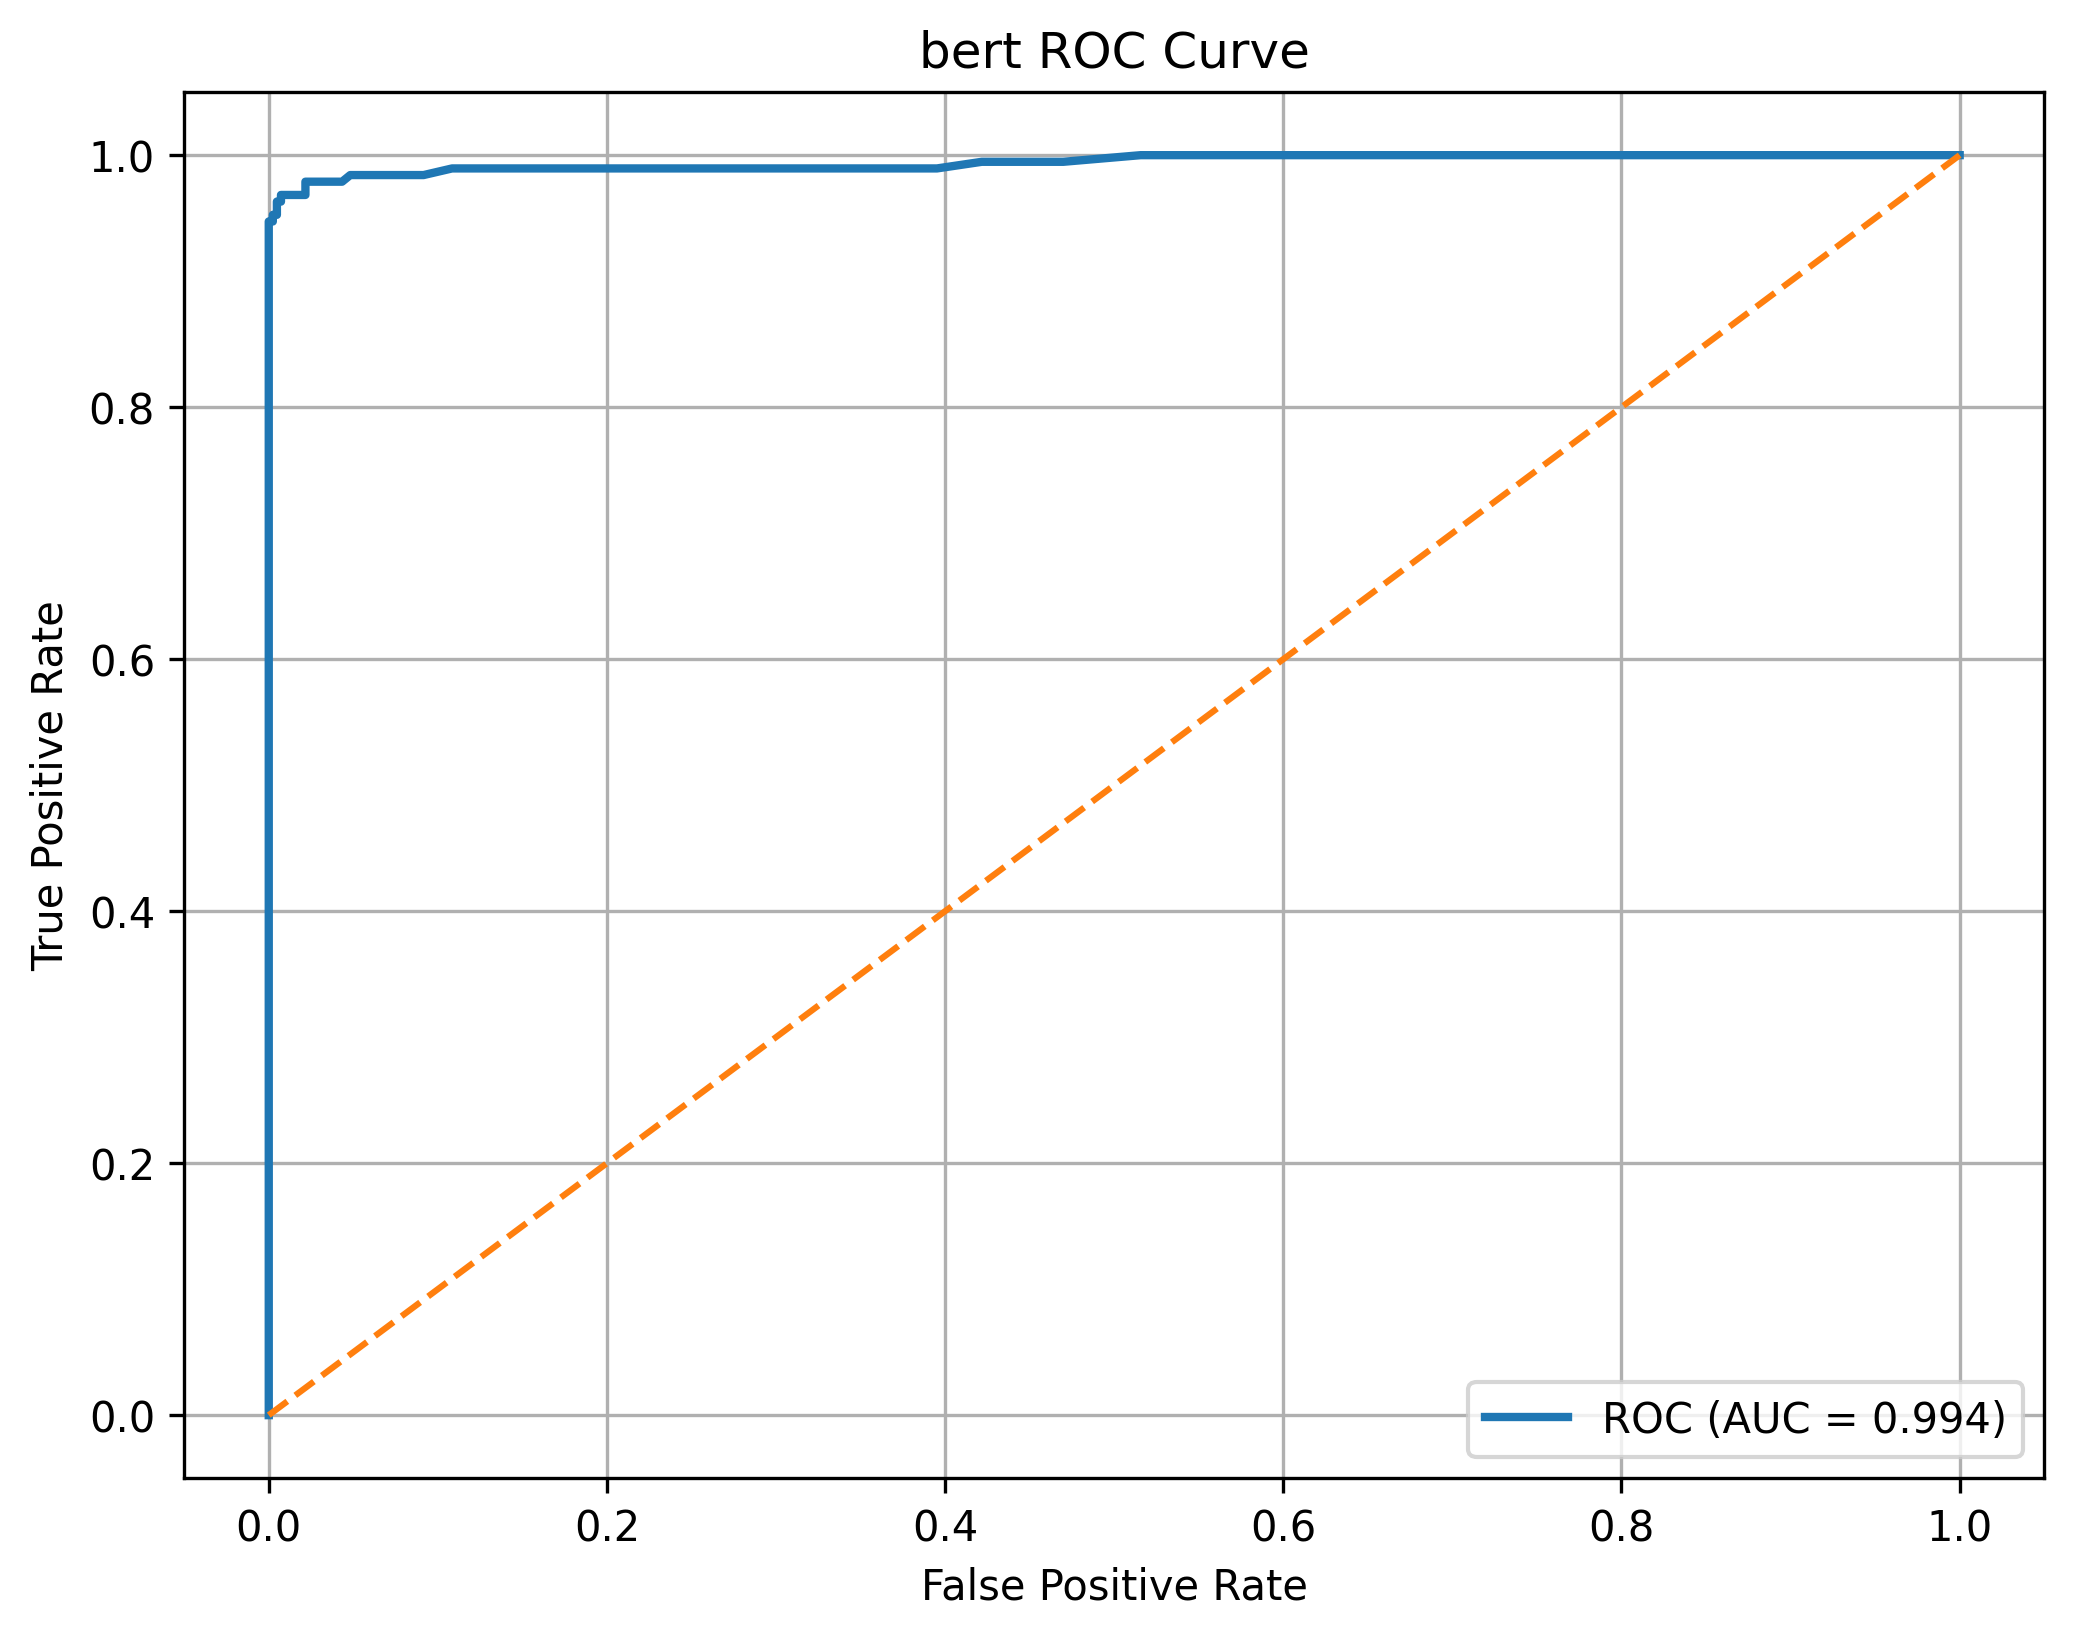 bert ROC Curve
True Positive Rate
1.0
0.8
0.6
0.4
0.2
0.0
ROC (AUC = 0.994)
0.0 0.2 0.4 0.6 0.8 1.0
False Positive Rate